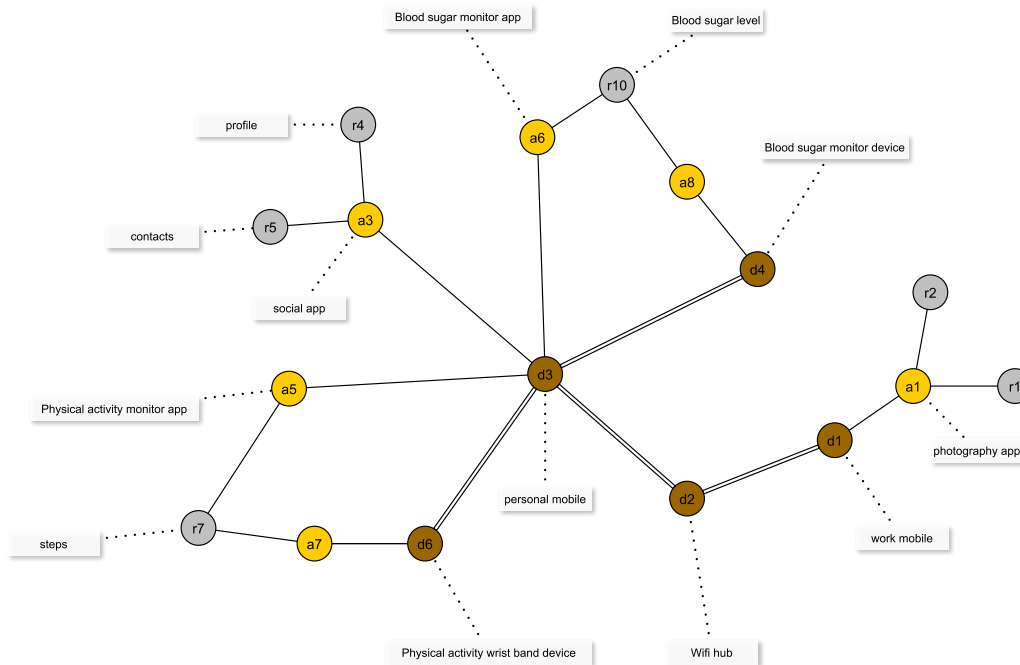 Blood sugar monitor app
Blood sugar level
r10
profile
r4
a6
Blood sugar monitor device
a8
contacts
r5
a3
d4
social app
r2
d3
a5
a1
r1
Physical activity monitor app
d1
photography app
personal mobile
d2
steps
r7
a7
d6
work mobile
Physical activity wrist band device
Wifi hub